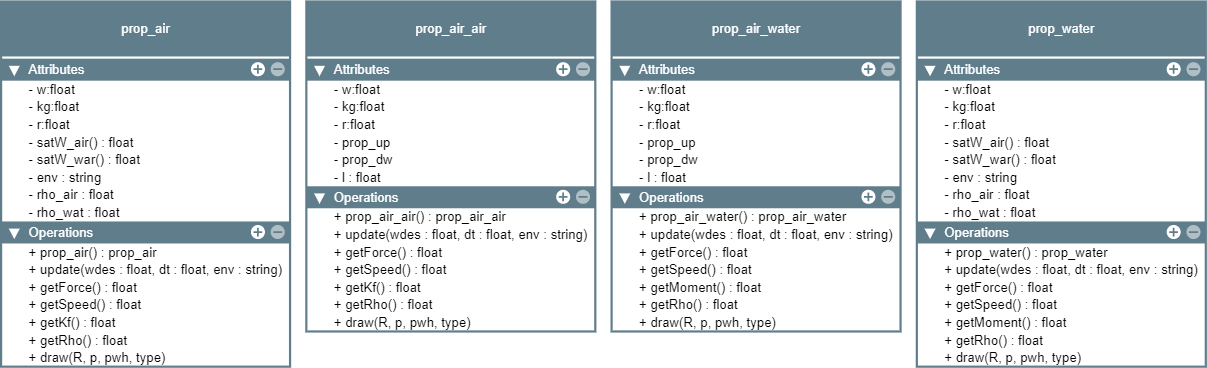 prop_air
▼ Attributes
- w:float
- kg:float
- r:float
- satW_air() : float
- satW_war() : float
- env : string
- rho_air : float
- rho_wat : float
▼ Operations
+ prop_air() : prop_air
+ update(wdes : float, dt : float, env : string)
+ getForce() : float
+ getSpeed() : float
+ getKf() : float
+ getRho() : float
+ draw(R, p, pwh, type)
prop_air_air
▼ Attributes
- w:float
- kg:float
- r:float
- prop_up
- prop_dw
- l : float
▼ Operations
+ prop_air_air() : prop_air_air
+ update(wdes : float, dt : float, env : string)
+ getForce() : float
+ getSpeed() : float
+ getKf() : float
+ getRho() : float
+ draw(R, p, pwh, type)
prop_air_water
▼ Attributes
- w:float
- kg:float
- r:float
- prop_up
- prop_dw
- l : float
▼ Operations
+ prop_air_water() : prop_air_water
+ update(wdes : float, dt : float, env : string)
+ getForce() : float
+ getSpeed() : float
+ getMoment() : float
+ getRho() : float
+ draw(R, p, pwh, type)
prop_water
▼ Attributes
- w:float
- kg:float
- r:float
- satW_air() : float
- satW_war() : float
- env : string
- rho_air : float
- rho_wat : float
▼ Operations
+ prop_water() : prop_water
+ update(wdes : float, dt : float, env : string)
+ getForce() : float
+ getSpeed() : float
+ getMoment() : float
+ getRho() : float
+ draw(R, p, pwh, type)